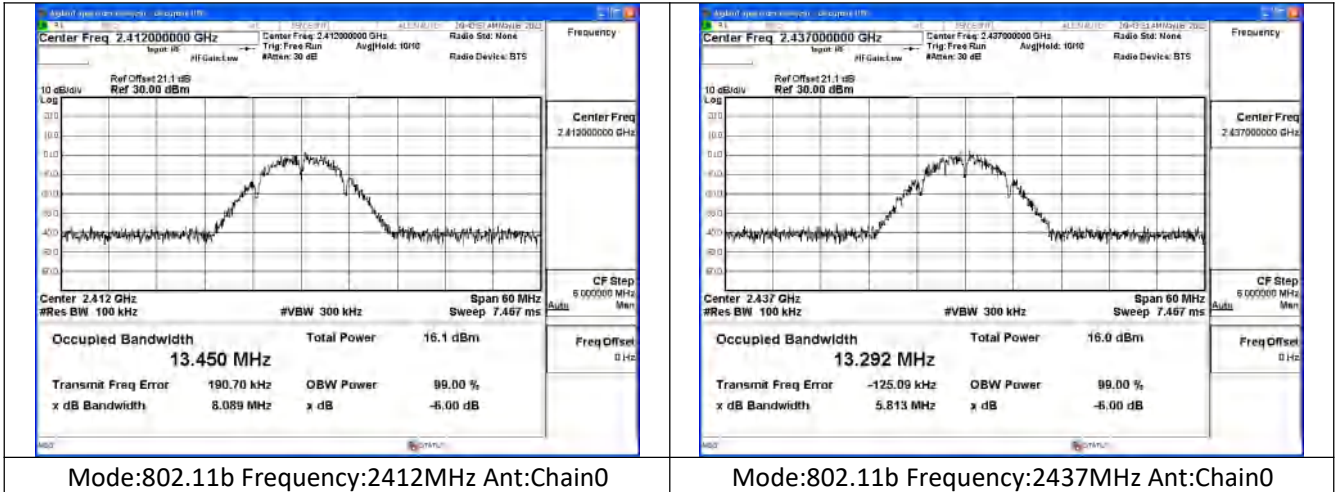 Center Freq 2.412000000 GHz
Center Freq: 2.412000000 GHz
Radio Std: None
Frequency
Trig: Free Run
Avg|Hold: 10/10
#IFGain:Low
#Atten: 30 dB
Radio Device: BTS
Ref Offset 21.1 dB
10 dB/div
Ref 30.00 dBm
Log
Center Freq
2.412000000 GHz
CF Step
6.000000 MHz
Auto
Man
Center 2.412 GHz
Span 60 MHz
#Res BW 100 kHz
#VBW 300 kHz
Sweep 7.467 ms
Occupied Bandwidth
Total Power
16.1 dBm
13.450 MHz
Freq Offset
0 Hz
Transmit Freq Error
190.70 kHz
OBW Power
99.00 %
x dB Bandwidth
8.089 MHz
x dB
-6.00 dB
Mode:802.11b Frequency:2412MHz Ant:Chain0
Center Freq 2.437000000 GHz
Center Freq: 2.437000000 GHz
Radio Std: None
Frequency
Trig: Free Run
Avg|Hold: 10/10
#IFGain:Low
#Atten: 30 dB
Radio Device: BTS
Ref Offset 21.1 dB
10 dB/div
Ref 30.00 dBm
Log
Center Freq
2.437000000 GHz
CF Step
6.000000 MHz
Auto
Man
Center 2.437 GHz
Span 60 MHz
#Res BW 100 kHz
#VBW 300 kHz
Sweep 7.467 ms
Occupied Bandwidth
Total Power
16.0 dBm
13.292 MHz
Freq Offset
0 Hz
Transmit Freq Error
-125.09 kHz
OBW Power
99.00 %
x dB Bandwidth
5.813 MHz
x dB
-6.00 dB
Mode:802.11b Frequency:2437MHz Ant:Chain0